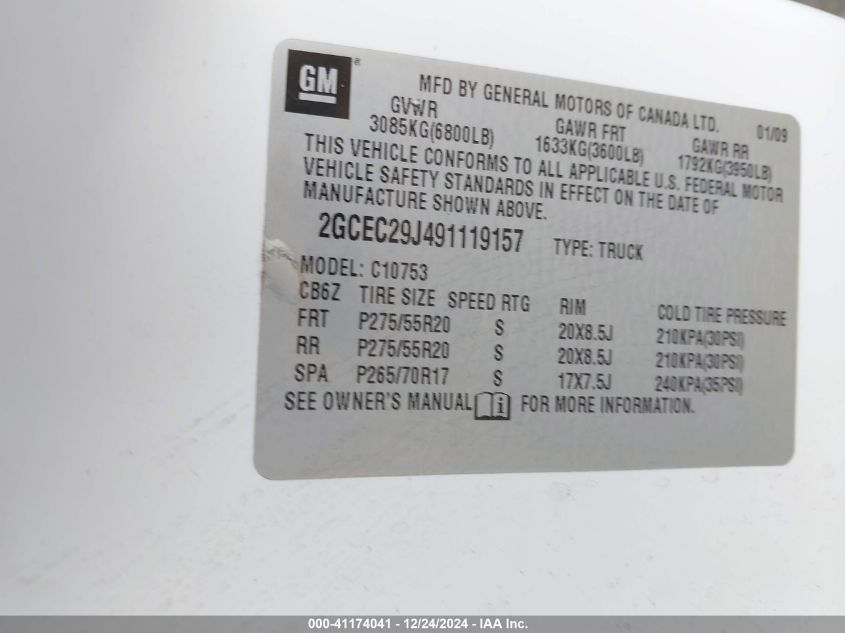 GM
MFD BY GENERAL MOTORS OF CANADA LTD. 01/09
GVWR GAWR FRT GAWR RR
3085KG(6800LB) 1633KG(3600LB) 1792KG(3950LB)
THIS VEHICLE CONFORMS TO ALL APPLICABLE U.S. FEDERAL MOTOR
VEHICLE SAFETY STANDARDS IN EFFECT ON THE DATE OF
MANUFACTURE SHOWN ABOVE.
2GCEC29J491119157 TYPE: TRUCK
MODEL: C10753
CB6Z TIRE SIZE SPEED RTG RIM COLD TIRE PRESSURE
FRT P275/55R20 S 20X8.5J 210KPA(30PSI)
RR P275/55R20 S 20X8.5J 210KPA(30PSI)
SPA P265/70R17 S 17X7.5J 240KPA(35PSI)
SEE OWNER'S MANUAL i FOR MORE INFORMATION.
000-41174041 - 12/24/2024 - IAA Inc.